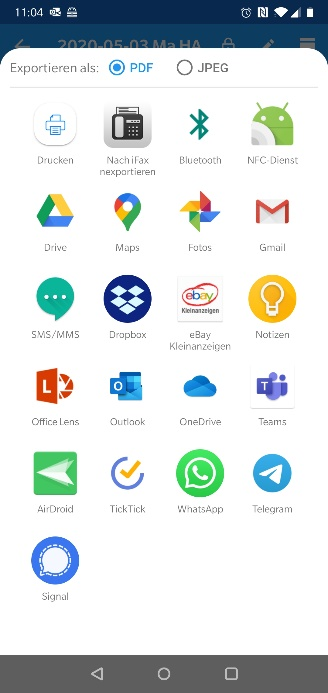 11:04
2020-05-03 Ma HA
Exportieren als: PDF JPEG
Drucken
Nach iFax
nexportieren
Bluetooth
NFC-Dienst
Drive
Maps
Fotos
Gmail
SMS/MMS
Dropbox
ebay
Kleinanzeigen
eBay
Kleinanzeigen
Notizen
Office Lens
Outlook
OneDrive
Teams
AirDroid
TickTick
WhatsApp
Telegram
Signal